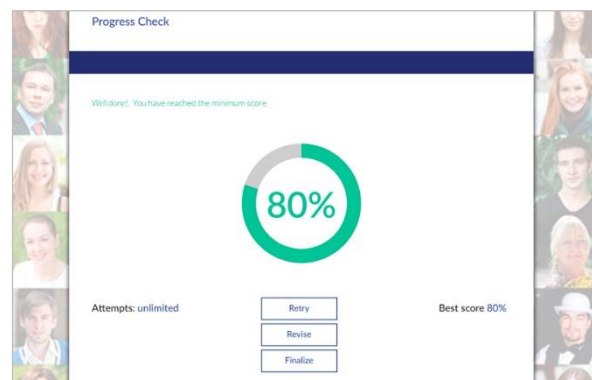 Progress Check
Well done!. You have reached the minimum score
80%
Attempts: unlimited
Retry
Best score 80%
Revise
Finalize